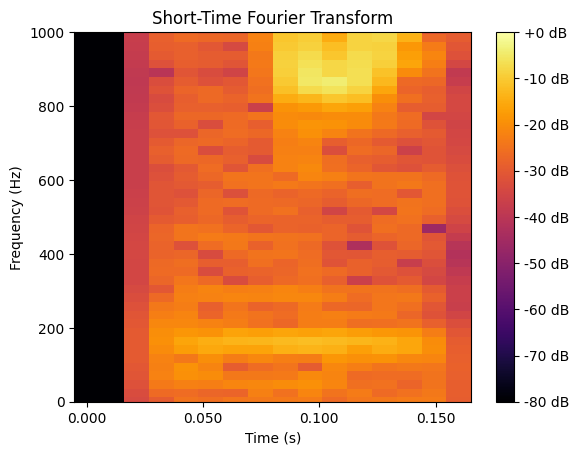 Short-Time Fourier Transform
1000
800
600
400
200
0
Frequency (Hz)
0.000
0.050
0.100
0.150
Time (s)
+0 dB
-10 dB
-20 dB
-30 dB
-40 dB
-50 dB
-60 dB
-70 dB
-80 dB